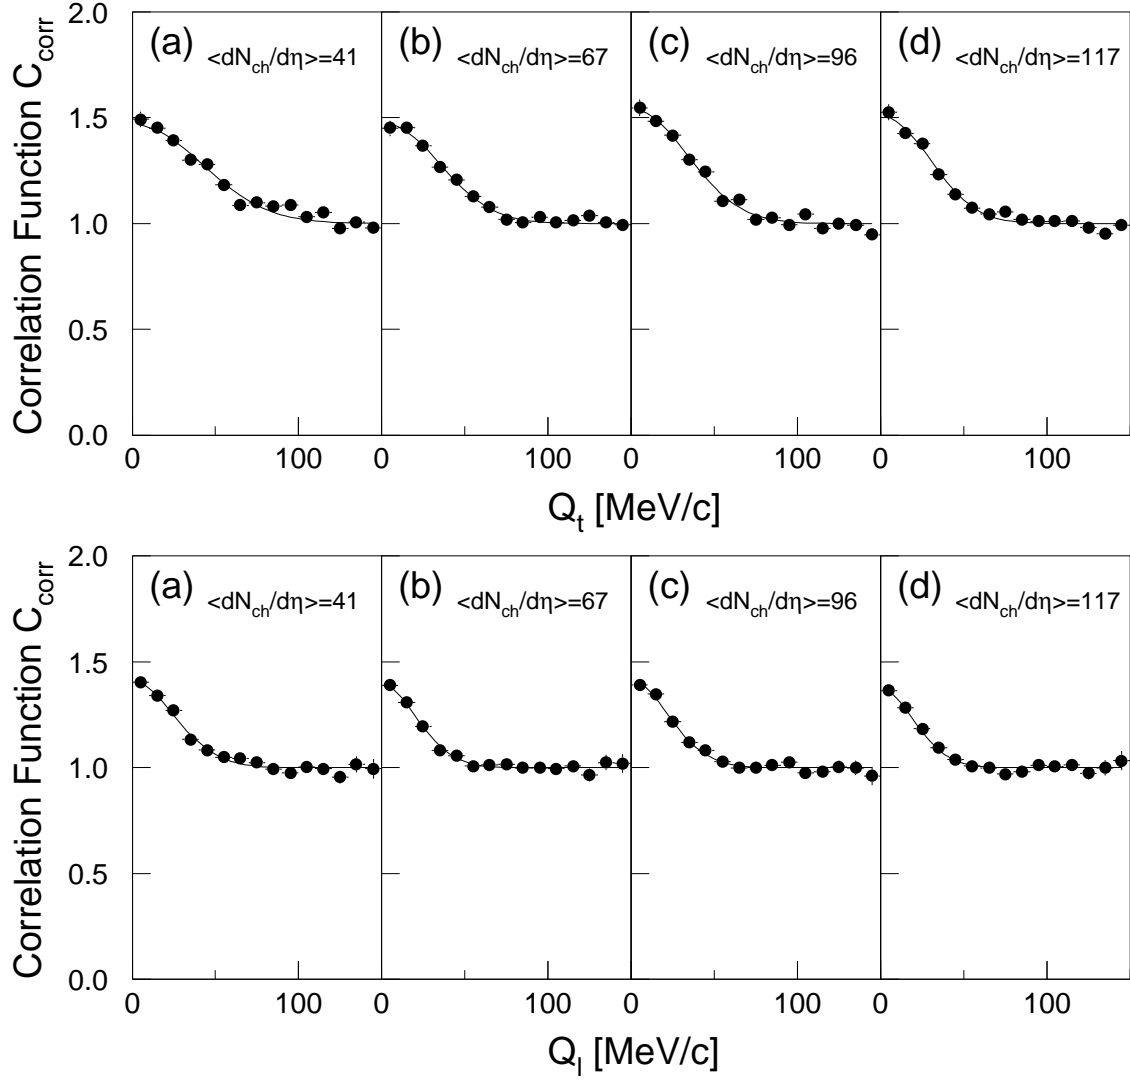 Correlation Function C_corr
2.0
1.5
1.0
0.5
0.0
(a) <dN_ch/dη>=41
(b) <dN_ch/dη>=67
(c) <dN_ch/dη>=96
(d) <dN_ch/dη>=117
0 100 0 100 0 100 0 100
Q_t [MeV/c]
Correlation Function C_corr
2.0
1.5
1.0
0.5
0.0
(a) <dN_ch/dη>=41
(b) <dN_ch/dη>=67
(c) <dN_ch/dη>=96
(d) <dN_ch/dη>=117
0 100 0 100 0 100 0 100
Q_l [MeV/c]